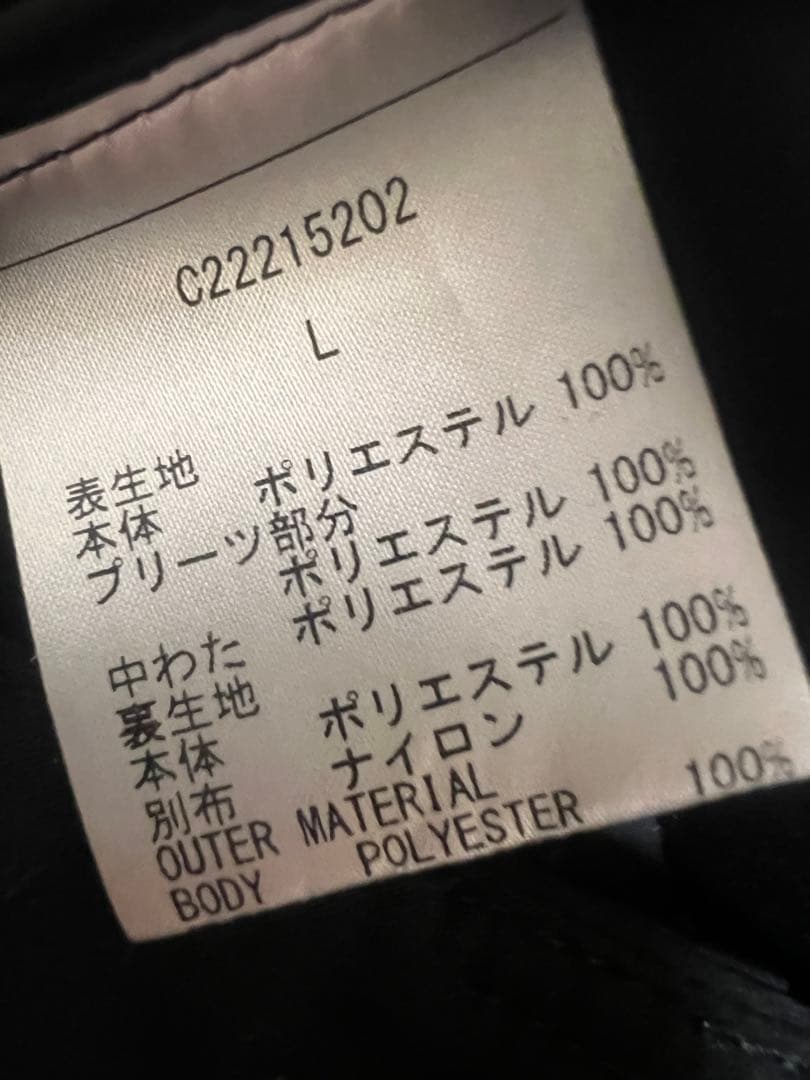 C22215202
L
表生地
本体 ポリエステル 100%
プリーツ部分
ポリエステル 100%
中わた ポリエステル 100%
裏生地
本体 ポリエステル 100%
別布 ナイロン 100%
OUTER MATERIAL
BODY POLYESTER 100%